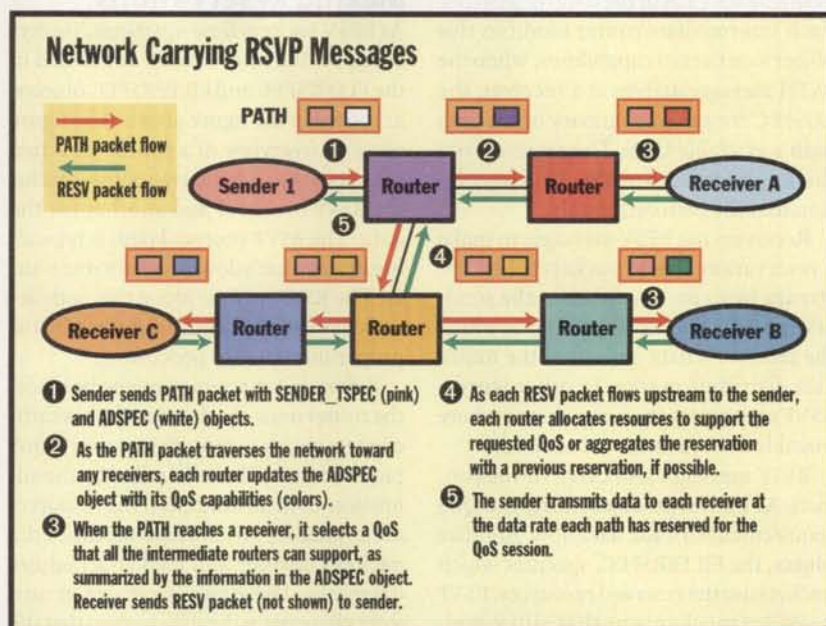 Network Carrying RSVP Messages
PATH packet flow
RESV packet flow
PATH
1
2
3
Sender 1
Router
Router
Receiver A
5
4
3
Receiver C
Router
Router
Router
Receiver B
1 Sender sends PATH packet with SENDER_TSPEC (pink)
and ADSPEC (white) objects.
2 As the PATH packet traverses the network toward
any receivers, each router updates the ADSPEC
object with its QoS capabilities (colors).
3 When the PATH reaches a receiver, it selects a QoS
that all the intermediate routers can support, as
summarized by the information in the ADSPEC object.
Receiver sends RESV packet (not shown) to sender.
4 As each RESV packet flows upstream to the sender,
each router allocates resources to support the
requested QoS or aggregates the reservation
with a previous reservation, if possible.
5 The sender transmits data to each receiver at
the data rate each path has reserved for the
QoS session.